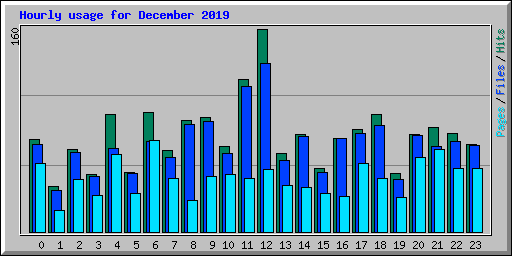 Hourly usage for December 2019
160
Pages/Files/Hits
0 1 2 3 4 5 6 7 8 9 10 11 12 13 14 15 16 17 18 19 20 21 22 23